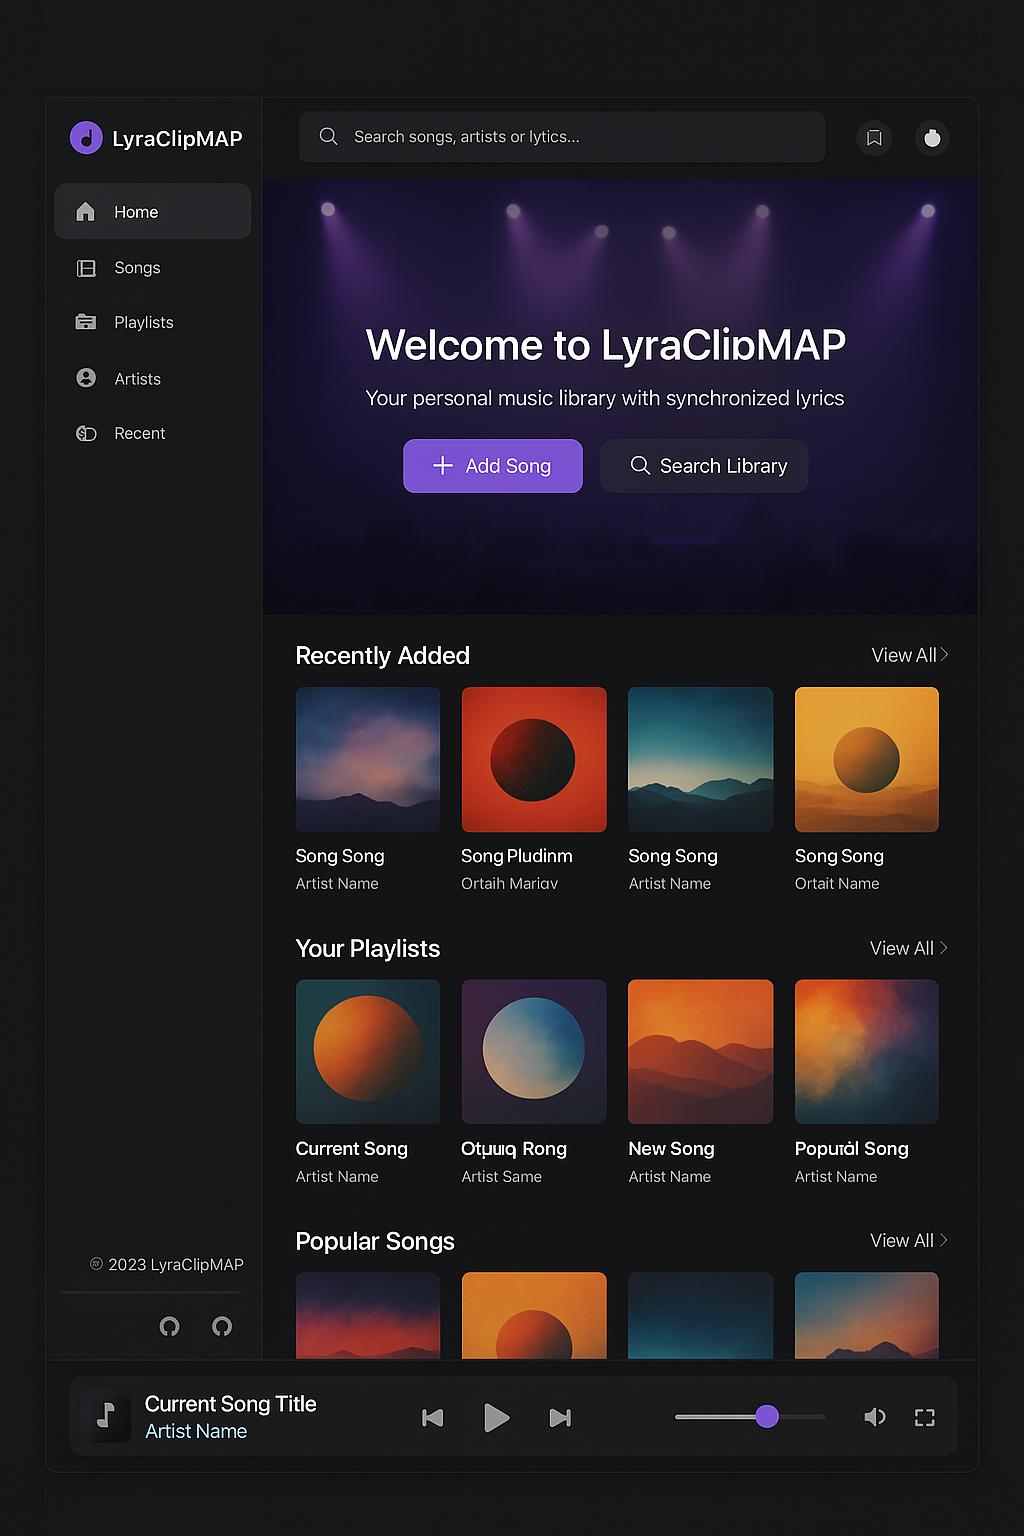 LyraClipMAP
Search songs, artists or lytics...
Home
Songs
Playlists
Artists
Recent
Welcome to LyraClipMAP
Your personal music library with synchronized lyrics
Add Song
Search Library
Recently Added
View All
Song Song
Song Pludinm
Song Song
Song Song
Artist Name
Ortaih Mariav
Artist Name
Ortait Name
Your Playlists
View All
Current Song
Rong
New Song
Song
Artist Name
Artist Same
Artist Name
Artist Name
Popular Songs
View All
2023 LyraClipMAP
Current Song Title
Artist Name